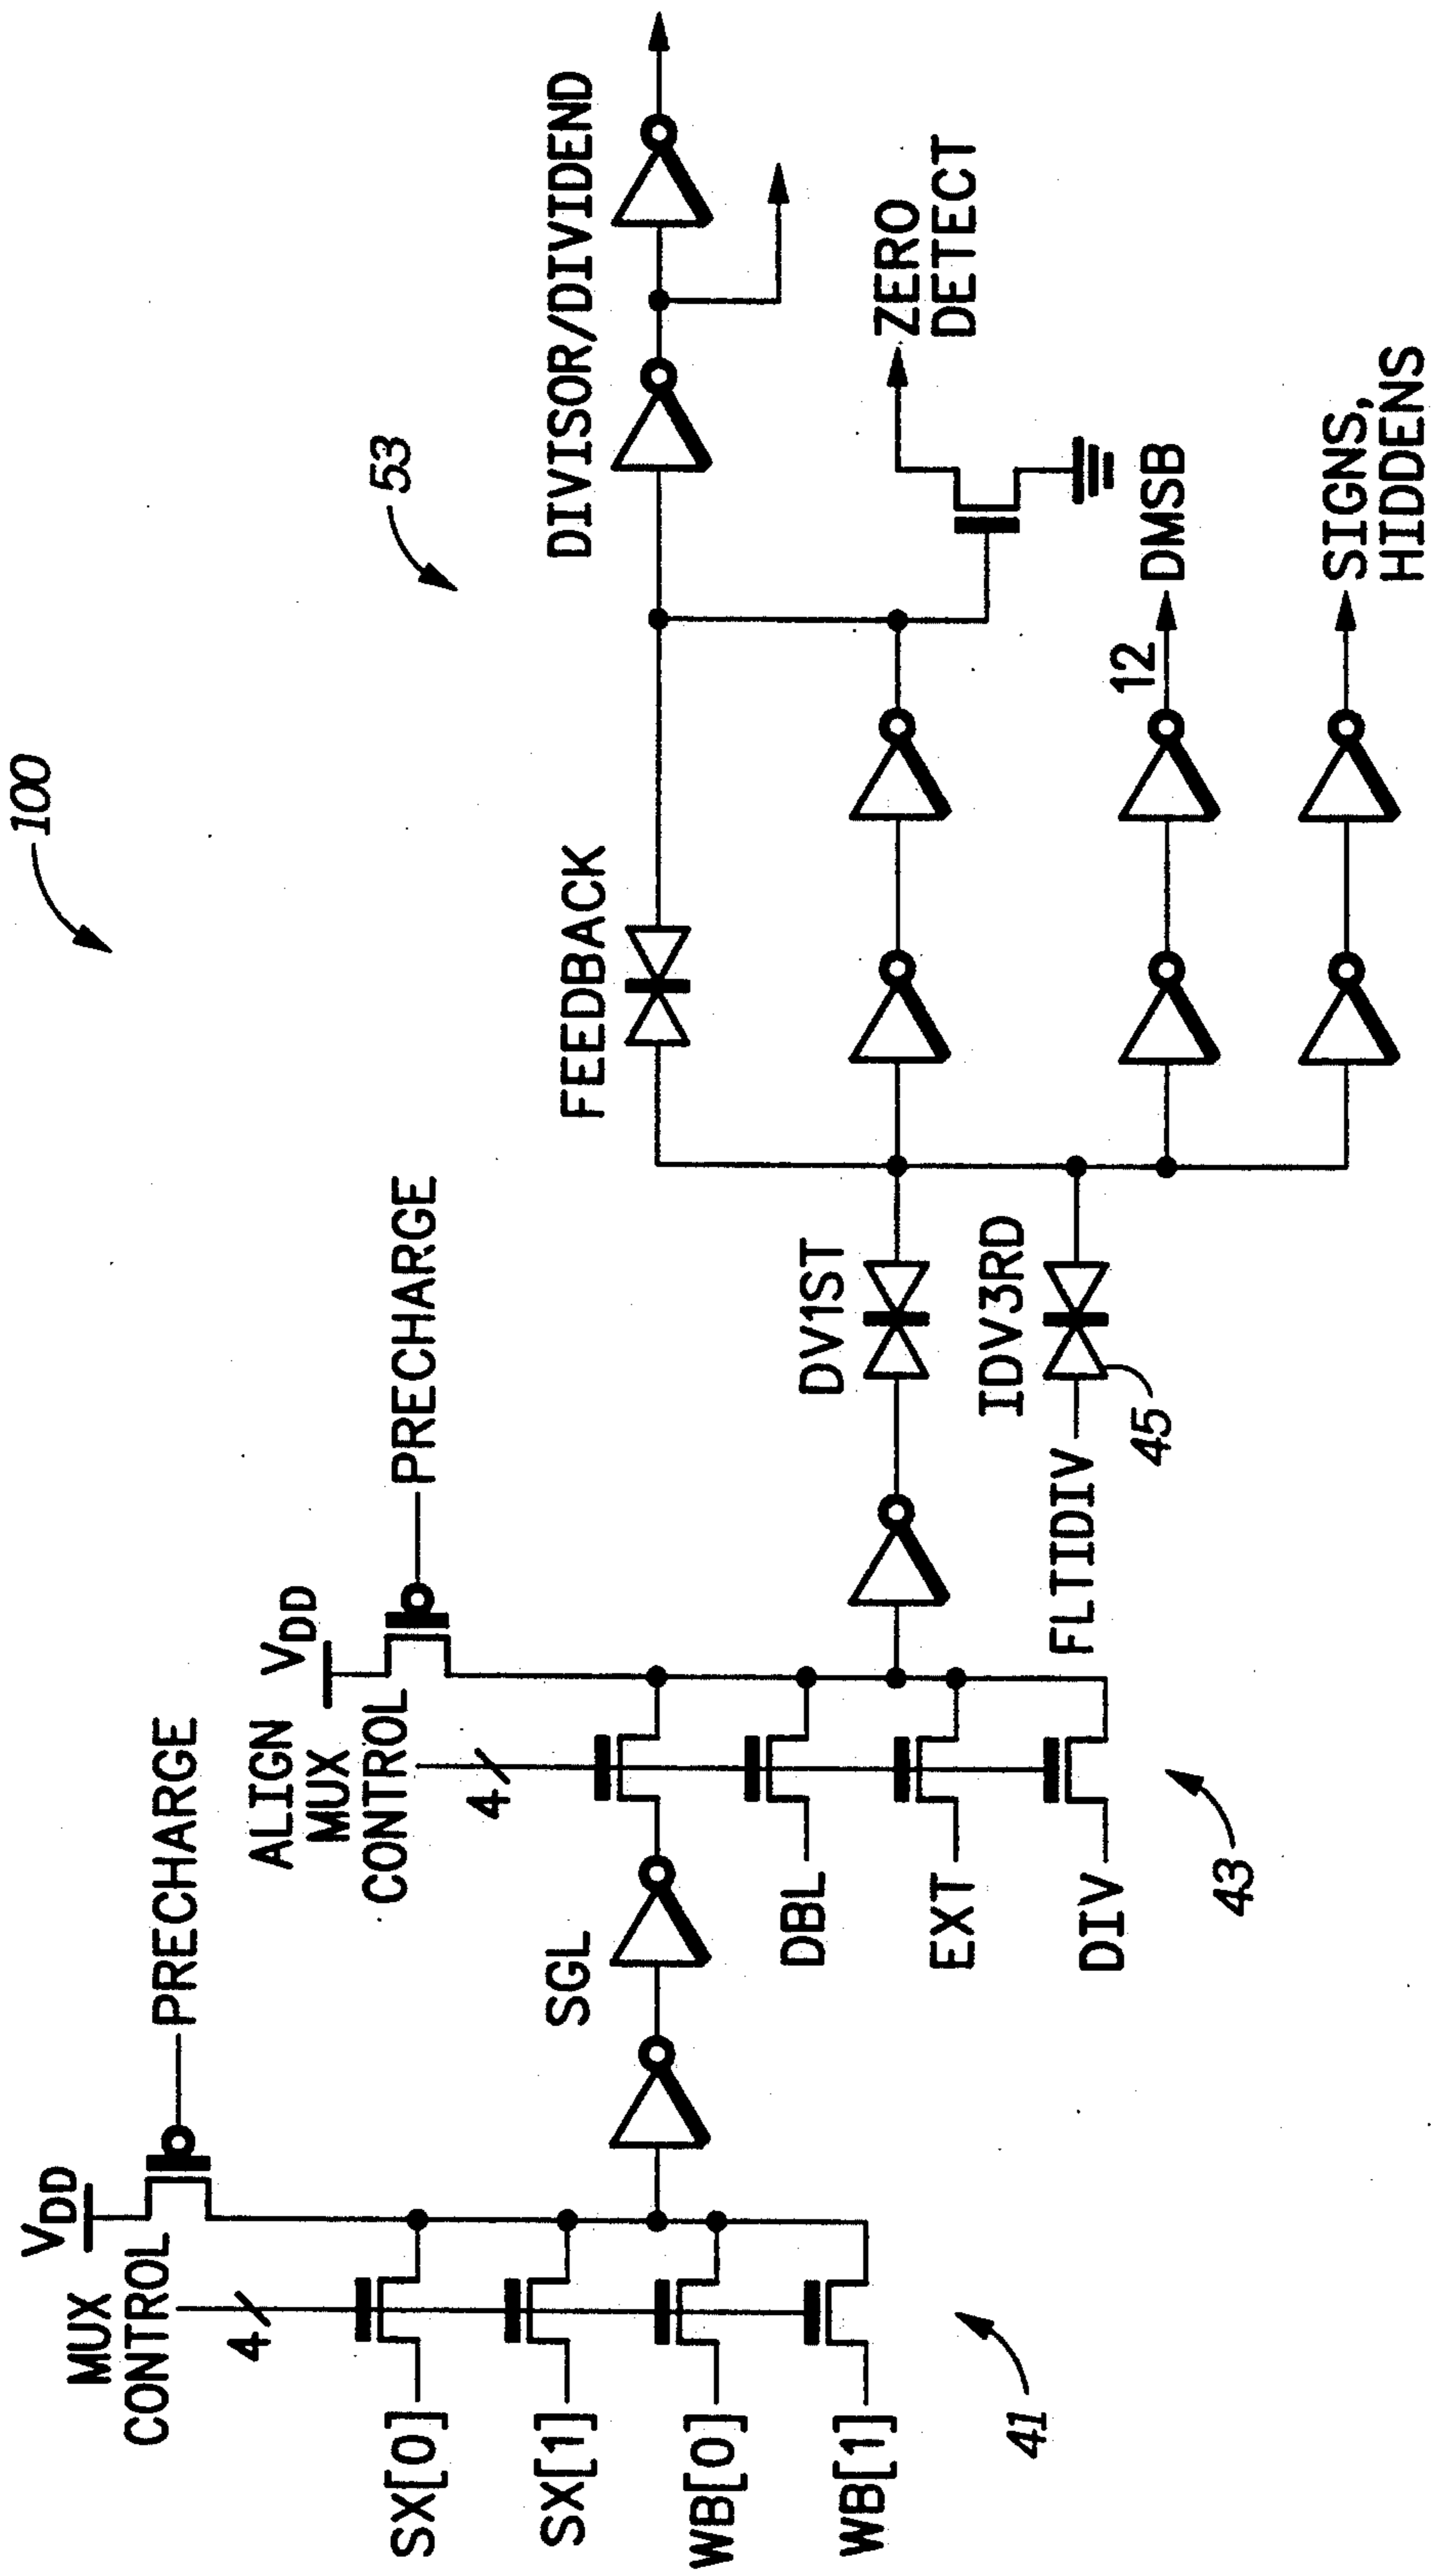 100
53
VDD
PRECHARGE
MUX
CONTROL
4
SX[0]
SX[1]
WB[0]
WB[1]
41
SGL
VDD
PRECHARGE
ALIGN
MUX
CONTROL
4
DBL
EXT
DIV
43
DV1ST
IDV3RD
FLTIDIV
45
FEEDBACK
DIVISOR/DIVIDEND
ZERO
DETECT
12
DMSB
SIGNS,
HIDDENS